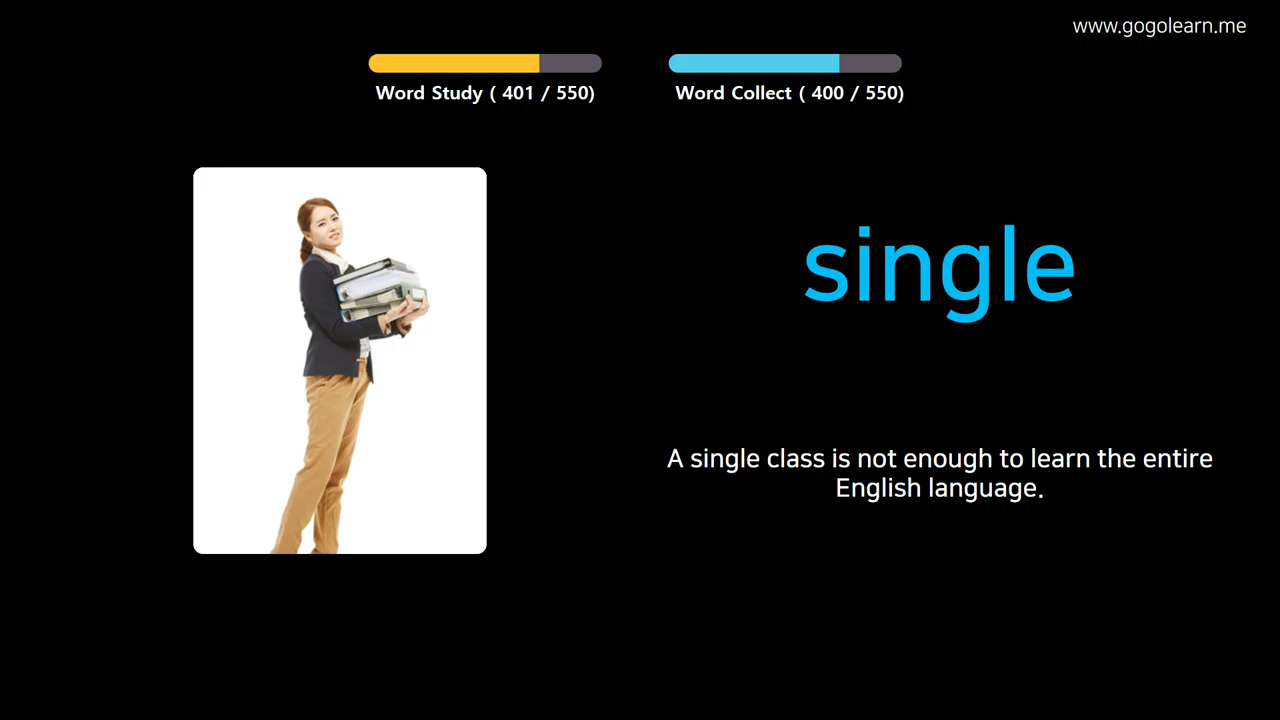 www.gogolearn.me
Word Study ( 401 / 550)
Word Collect ( 400 / 550)
single
A single class is not enough to learn the entire
English language.